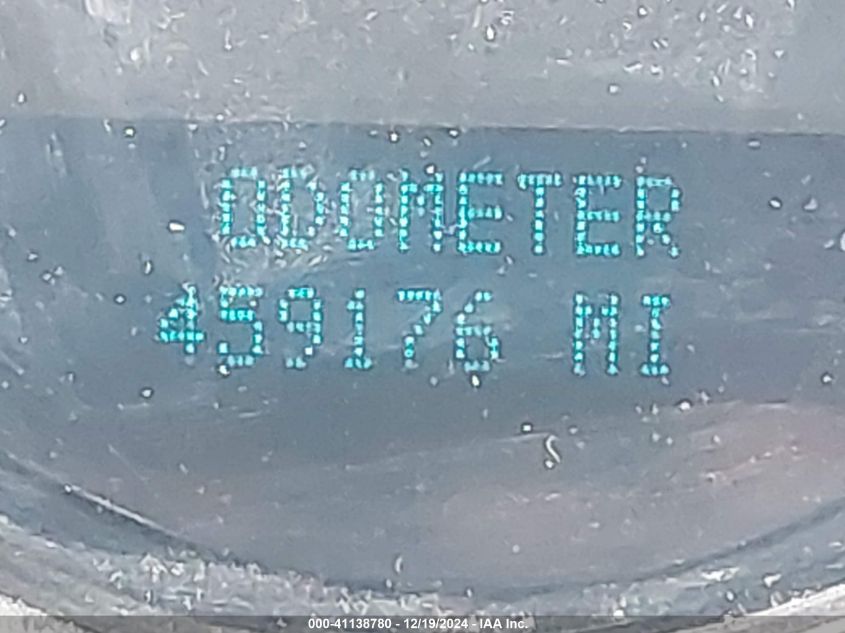 ODOMETER
459176 MI
000-41138780 - 12/19/2024 - IAA Inc.